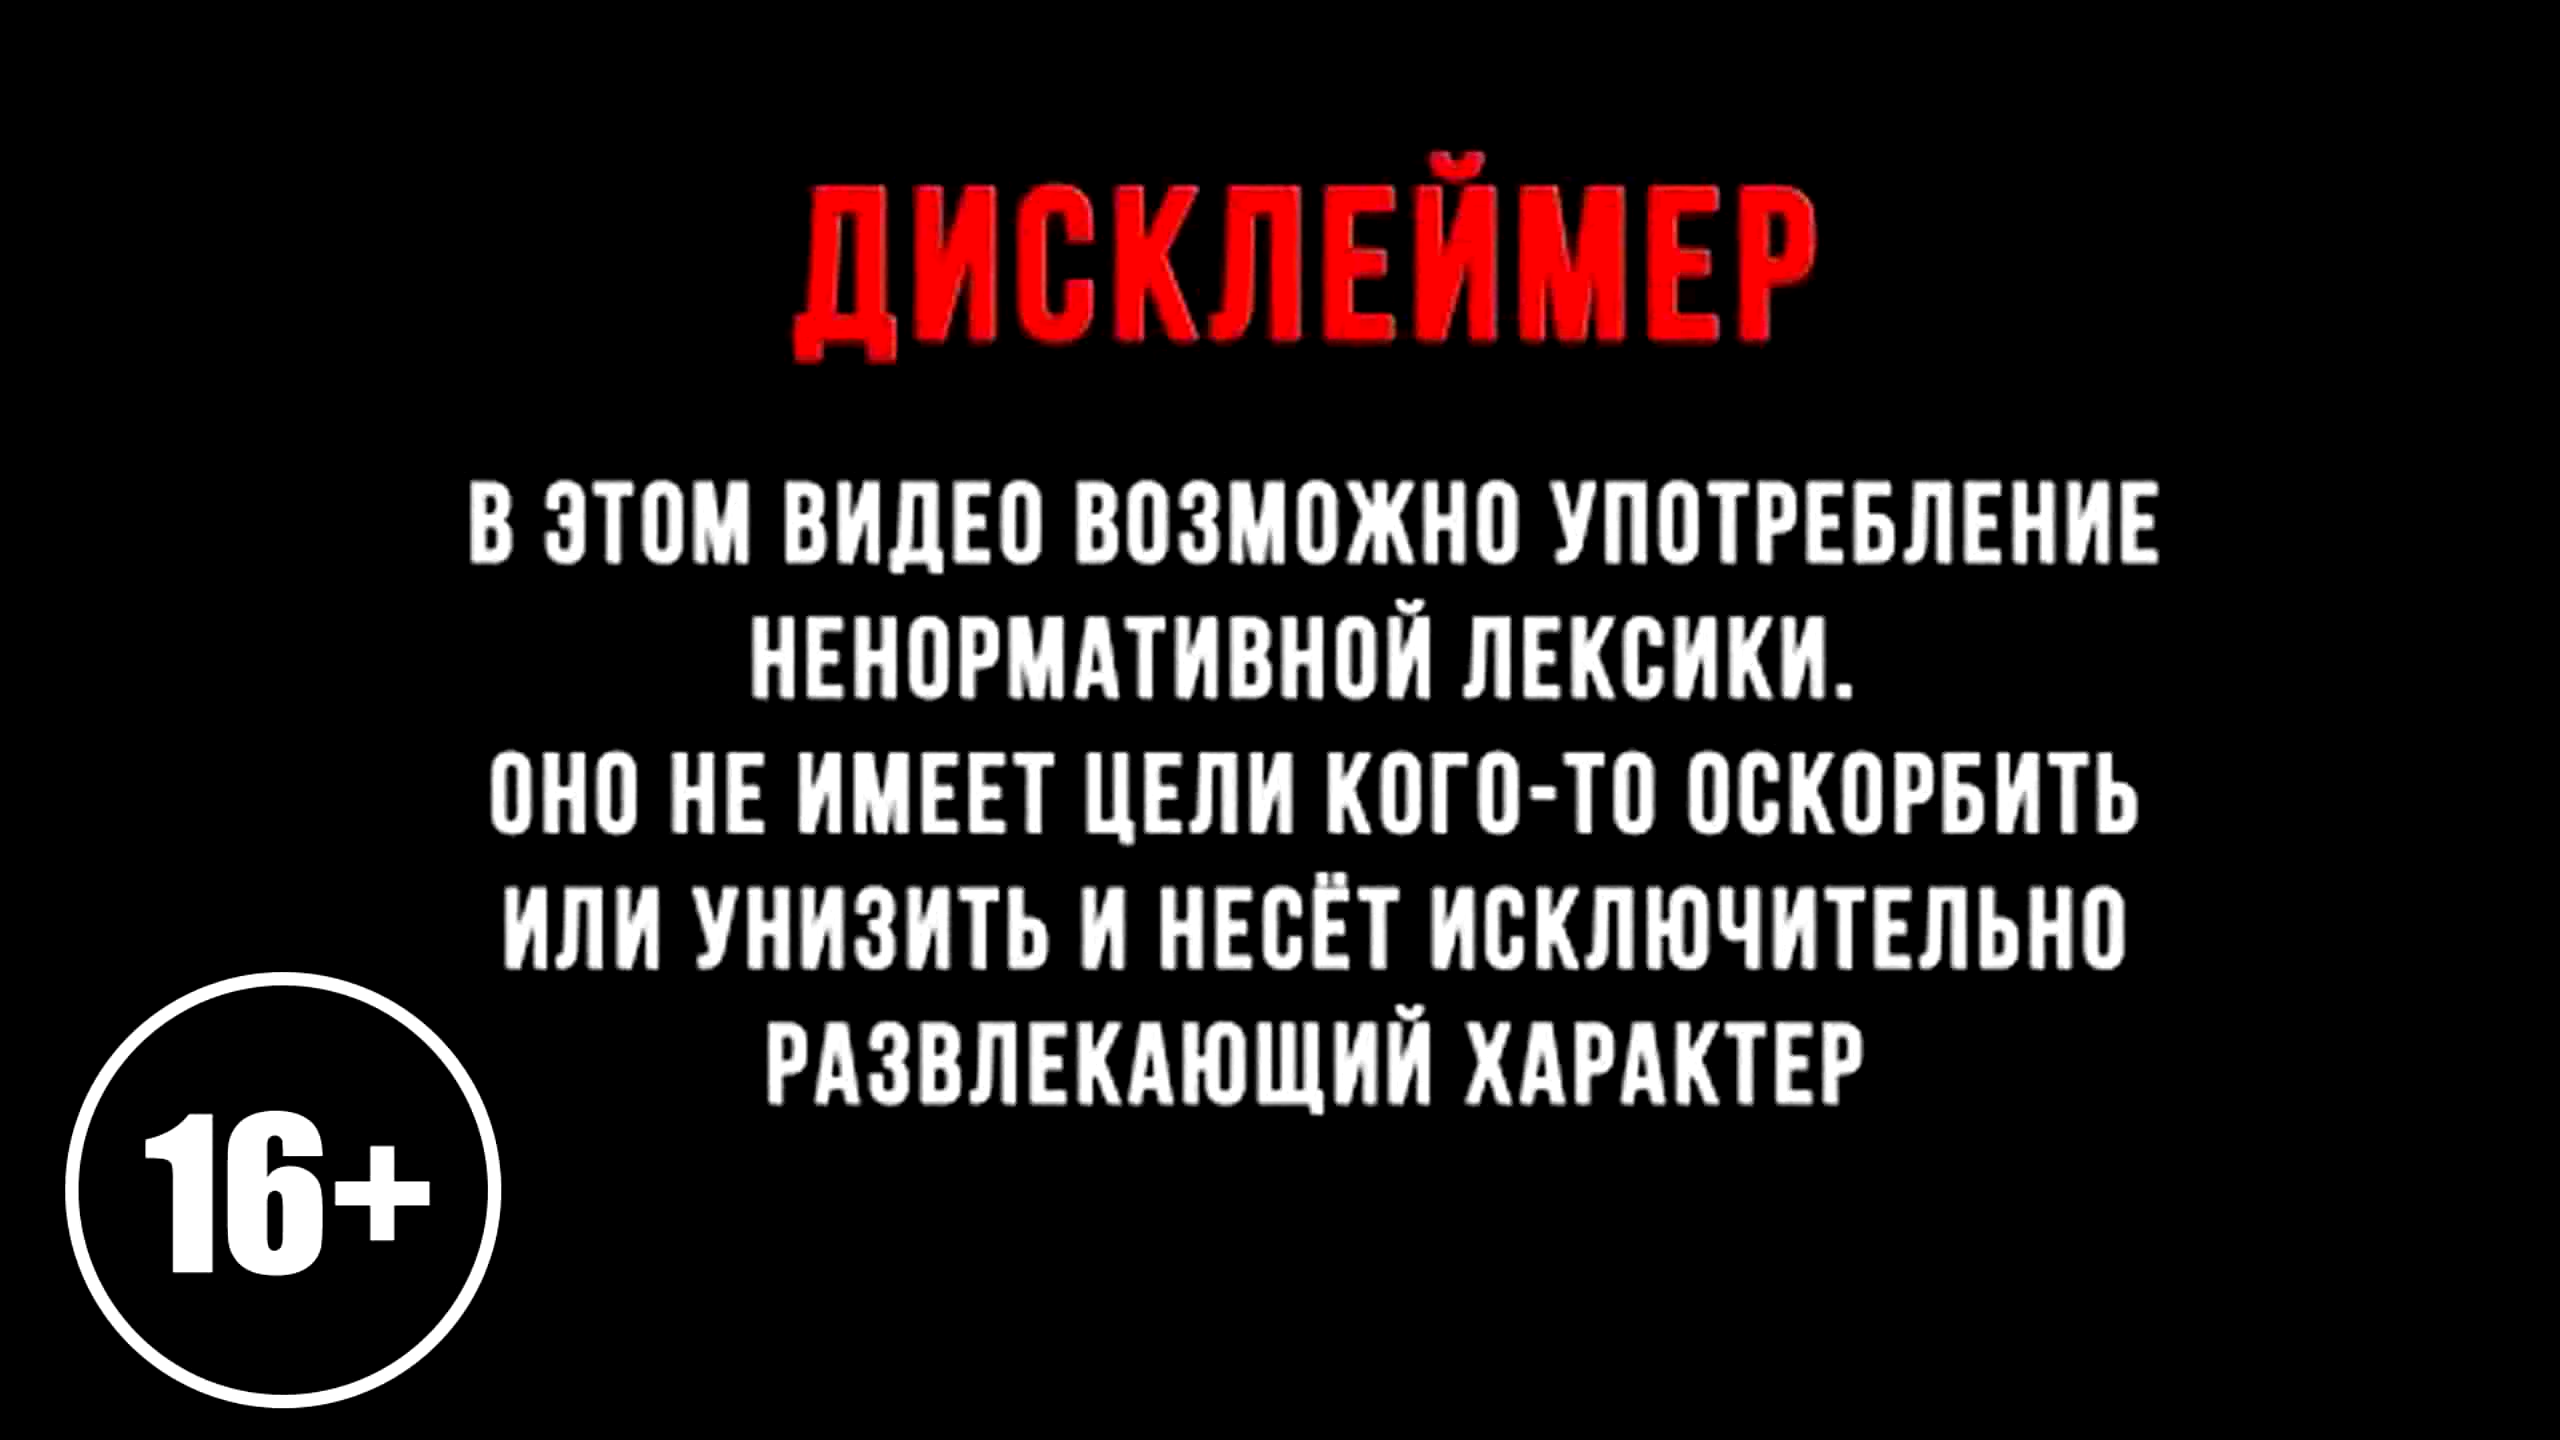 ДИСКЛЕЙМЕР
В ЭТОМ ВИДЕО ВОЗМОЖНО УПОТРЕБЛЕНИЕ
НЕНОРМАТИВНОЙ ЛЕКСИКИ.
ОНО НЕ ИМЕЕТ ЦЕЛИ КОГО-ТО ОСКОРБИТЬ
ИЛИ УНИЗИТЬ И НЕСЁТ ИСКЛЮЧИТЕЛЬНО
РАЗВЛЕКАЮЩИЙ ХАРАКТЕР
16+